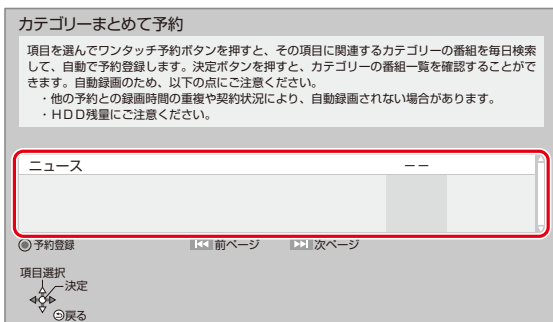 カテゴリーまとめて予約
項目を選んでワンタッチ予約ボタンを押すと、その項目に関連するカテゴリーの番組を毎日検索
して、自動で予約登録します。決定ボタンを押すと、カテゴリーの番組一覧を確認することがで
きます。自動録画のため、以下の点にご注意ください。
・他の予約との録画時間の重複や契約状況により、自動録画されない場合があります。
・ＨＤＤ残量にご注意ください。
ニュース －－
予約登録 前ページ 次ページ
項目選択
決定
戻る